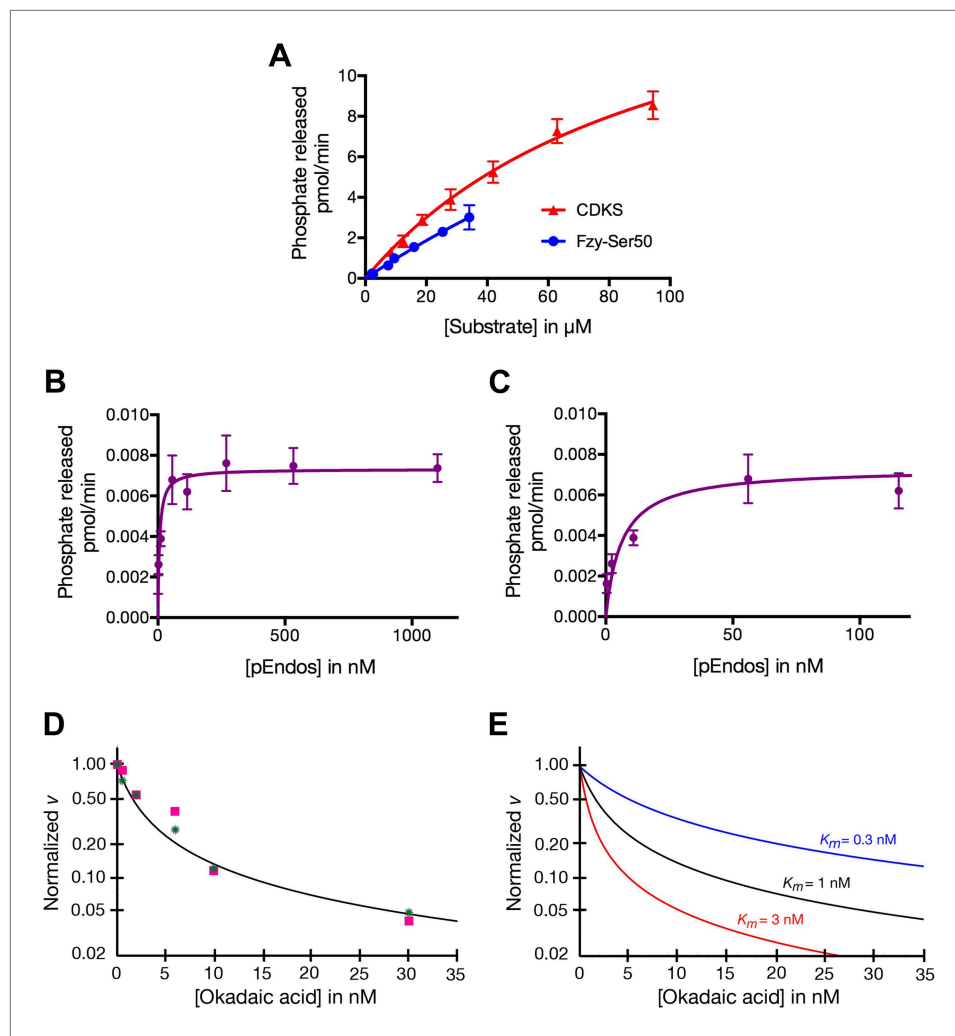 A
Phosphate released
pmol/min
10
8
6
4
2
0
0 20 40 60 80 100
[Substrate] in µM
CDKS
Fzy-Ser50
B
Phosphate released
pmol/min
0.010
0.008
0.006
0.004
0.002
0.000
0 500 1000
[pEndos] in nM
C
Phosphate released
pmol/min
0.010
0.008
0.006
0.004
0.002
0.000
0 50 100
[pEndos] in nM
D
Normalized v
1.00
0.50
0.20
0.10
0.05
0.02
0 5 10 15 20 25 30 35
[Okadaic acid] in nM
E
Normalized v
1.00
0.50
0.20
0.10
0.05
0.02
Km= 0.3 nM
Km= 1 nM
Km= 3 nM
0 5 10 15 20 25 30 35
[Okadaic acid] in nM